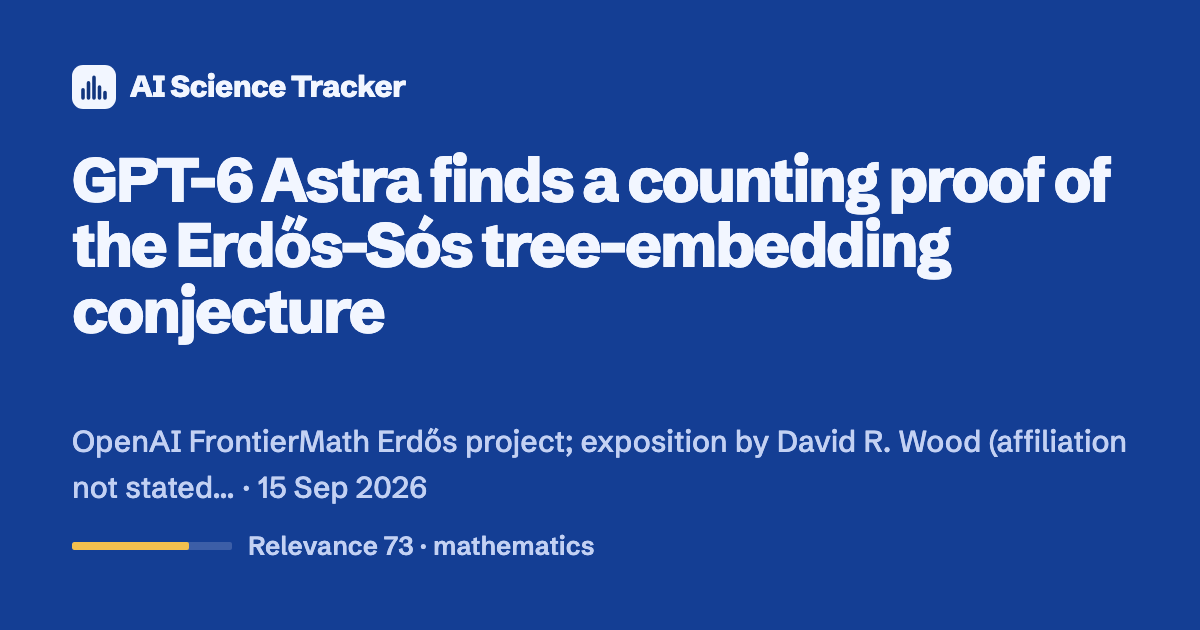 AI Science Tracker
GPT-6 Astra finds a counting proof of
the Erdős–Sós tree-embedding
conjecture
OpenAI FrontierMath Erdős project; exposition by David R. Wood (affiliation
not stated... · 15 Sep 2026
Relevance 73 · mathematics